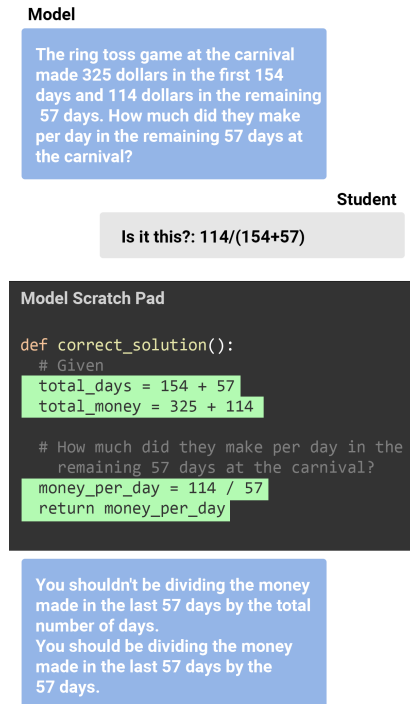 Model
The ring toss game at the carnival
made 325 dollars in the first 154
days and 114 dollars in the remaining
57 days. How much did they make
per day in the remaining 57 days at
the carnival?
Student
Is it this?: 114/(154+57)
Model Scratch Pad
def correct_solution():
# Given
total_days = 154 + 57
total_money = 325 + 114
# How much did they make per day in the
remaining 57 days at the carnival?
money_per_day = 114 / 57
return money_per_day
You shouldn't be dividing the money
made in the last 57 days by the total
number of days.
You should be dividing the money
made in the last 57 days by the
57 days.